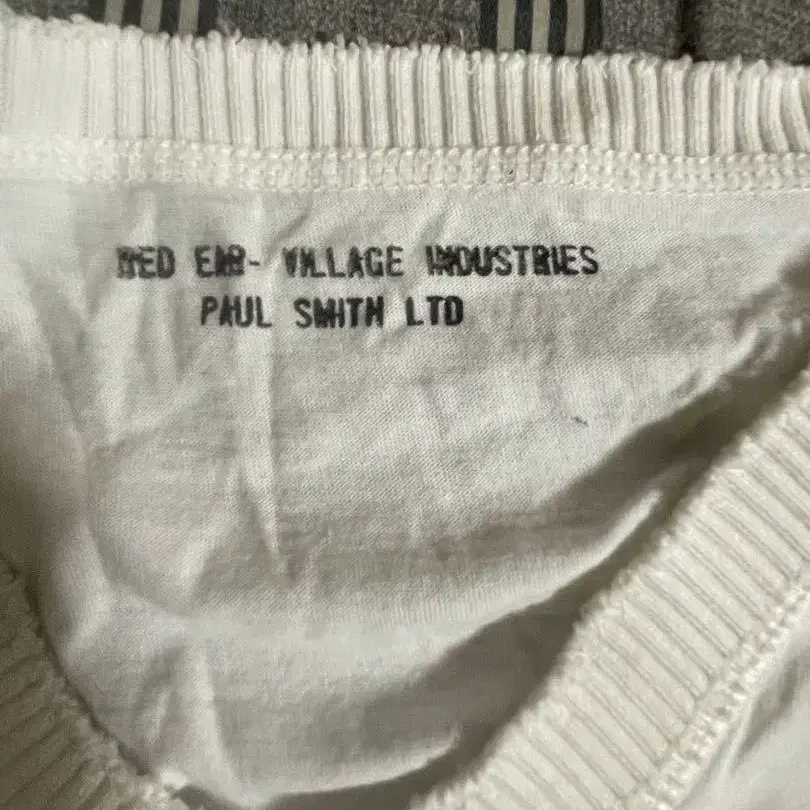 RED EAR- VILLAGE INDUSTRIES
PAUL SMITH LTD